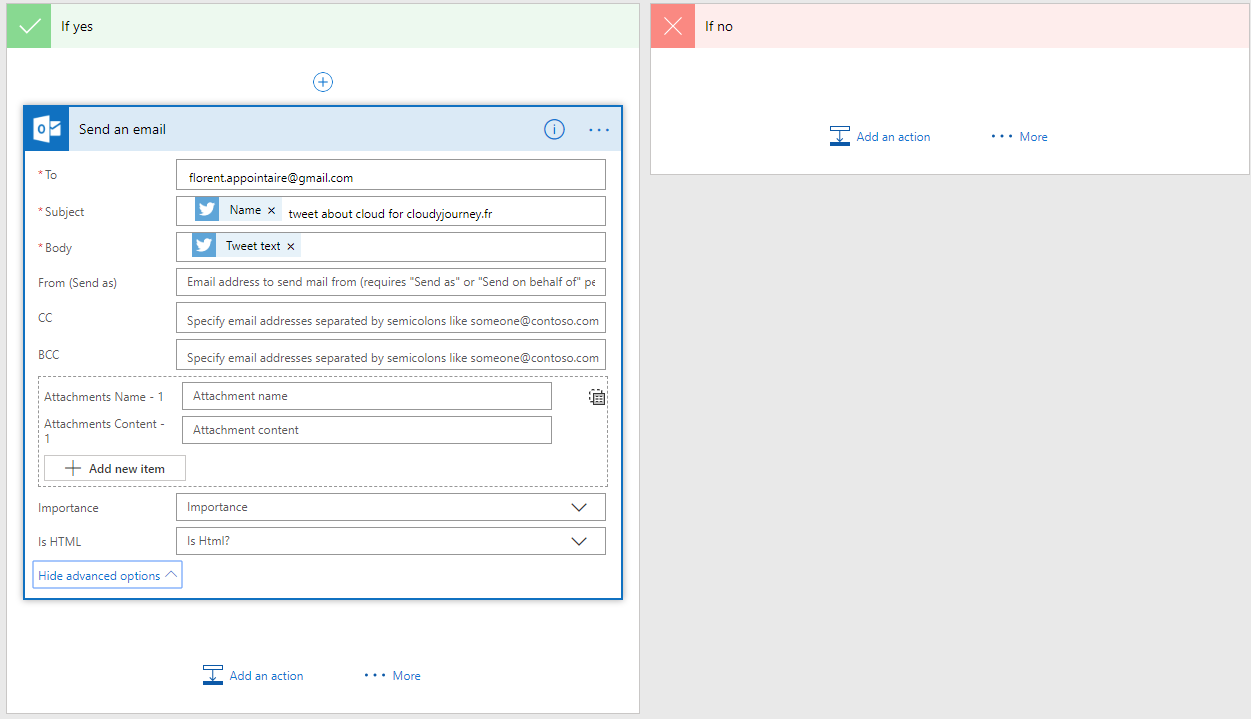 If yes
Send an email
* To
florent.appointaire@gmail.com
* Subject
Name × tweet about cloud for cloudyjourney.fr
* Body
Tweet text ×
From (Send as)
Email address to send mail from (requires "Send as" or "Send on behalf of" pe
CC
Specify email addresses separated by semicolons like someone@contoso.com
BCC
Specify email addresses separated by semicolons like someone@contoso.com
Attachments Name - 1
Attachment name
Attachments Content -
1
Attachment content
Add new item
Importance
Importance
Is HTML
Is Html?
Hide advanced options
Add an action
More
If no
Add an action
More